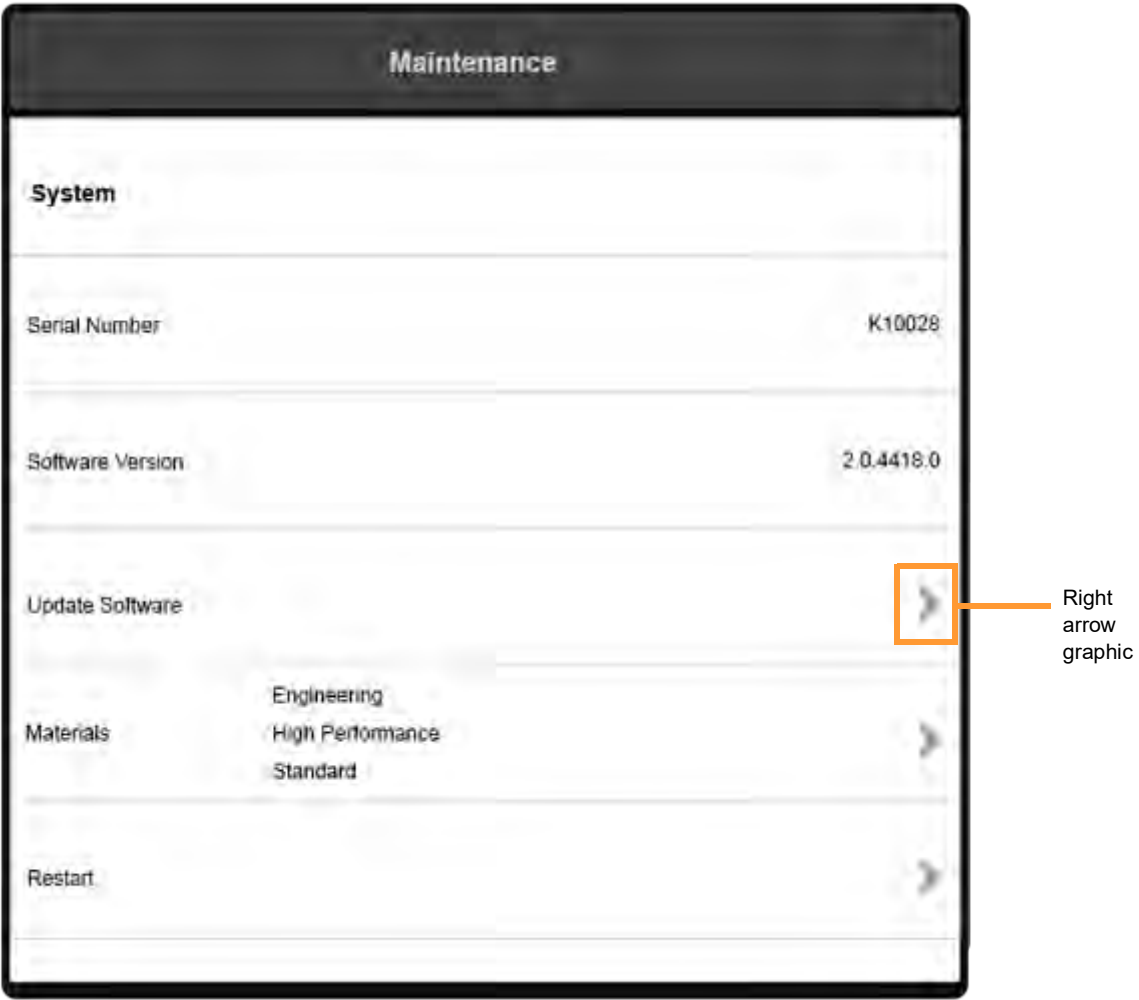 Maintenance
System
Serial Number K10028
Software Version 2.0.4418.0
Update Software
Right
arrow
graphic
Materials
Engineering
High Performance
Standard
Restart